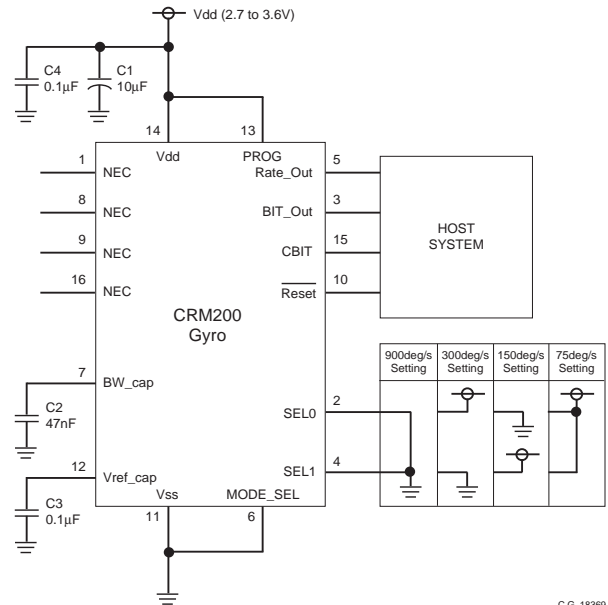 Vdd (2.7 to 3.6V)
C4
0.1μF
C1
10μF
14
13
Vdd
PROG
1
NEC
8
NEC
9
NEC
16
NEC
5
Rate_Out
3
BIT_Out
15
CBIT
10
Reset
HOST
SYSTEM
CRM200
Gyro
900deg/s
Setting
300deg/s
Setting
150deg/s
Setting
75deg/s
Setting
7
BW_cap
C2
47nF
2
SEL0
4
SEL1
12
Vref_cap
C3
0.1μF
Vss
MODE_SEL
11
6
C.G. 18369